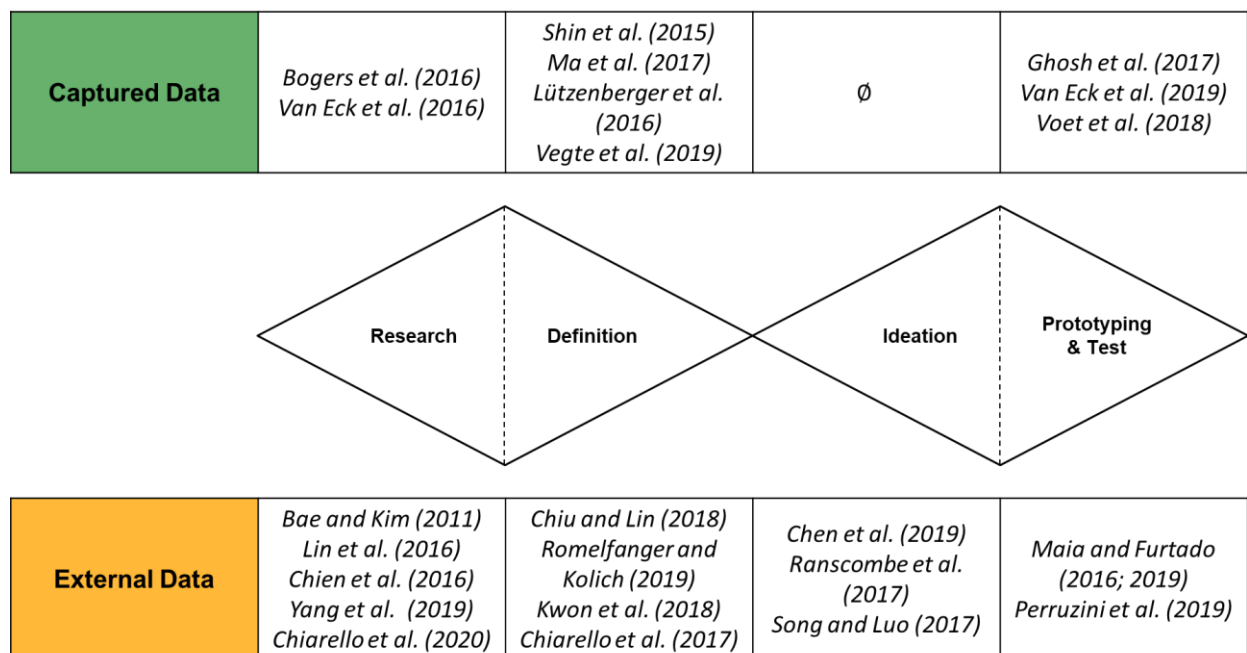 Captured Data
Bogers et al. (2016)
Van Eck et al. (2016)
Shin et al. (2015)
Ma et al. (2017)
Lützenberger et al.
(2016)
Vegte et al. (2019)
Ø
Ghosh et al. (2017)
Van Eck et al. (2019)
Voet et al. (2018)
Research
Definition
Ideation
Prototyping
& Test
External Data
Bae and Kim (2011)
Lin et al. (2016)
Chien et al. (2016)
Yang et al. (2019)
Chiarello et al. (2020)
Chiu and Lin (2018)
Romelfanger and
Kolich (2019)
Kwon et al. (2018)
Chiarello et al. (2017)
Chen et al. (2019)
Ranscombe et al.
(2017)
Song and Luo (2017)
Maia and Furtado
(2016; 2019)
Perruzini et al. (2019)